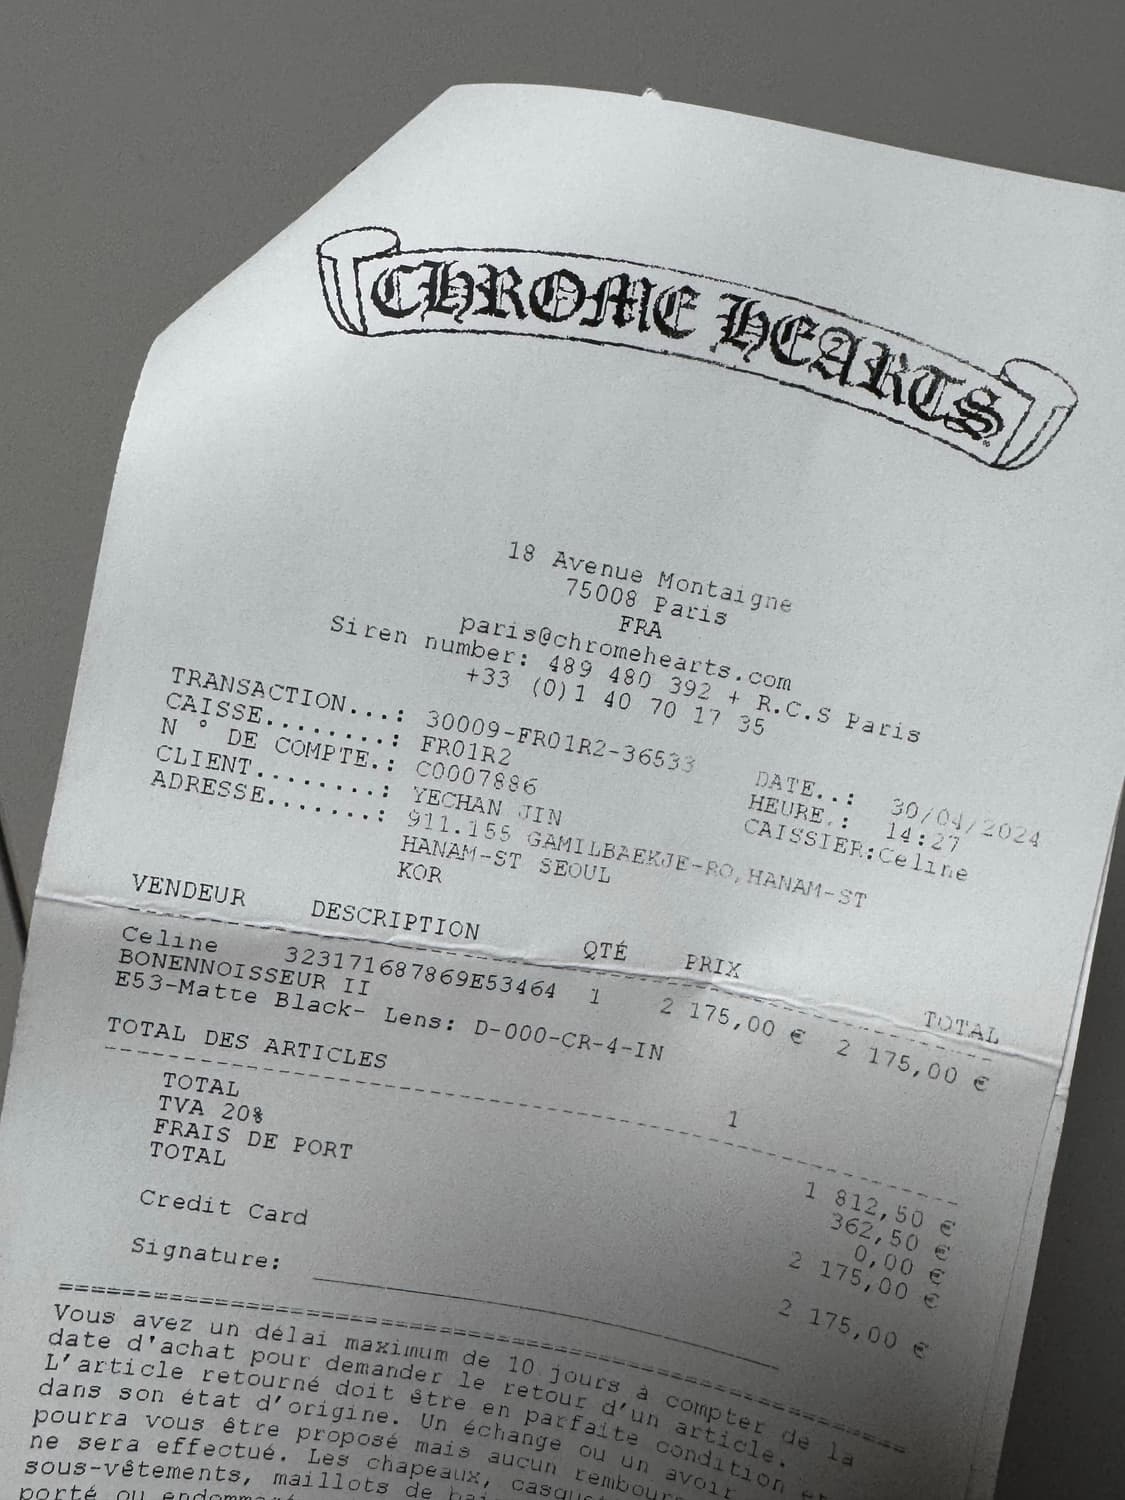 CHROME HEARTS
18 Avenue Montaigne
75008 Paris
FRA
paris@chromehearts.com
Siren number: 489 480 392 + R.C.S Paris
+33 (0)1 40 70 17 35
TRANSACTION...: 30009-FR01R2-36533 DATE..: 30/04/2024
CAISSE........: FR01R2 HEURE.: 14:27
N ° DE COMPTE.: C0007886 CAISSIER:Celine
CLIENT........: YECHAN JIN
ADRESSE.......: 911.155 GAMILBAEKJE-RO,HANAM-ST
HANAM-ST SEOUL
KOR
VENDEUR DESCRIPTION QTÉ PRIX TOTAL
Celine 323171687869E53464 1 2 175,00 € 2 175,00 €
BONENNOISSEUR II
E53-Matte Black- Lens: D-000-CR-4-IN
TOTAL DES ARTICLES 1
TOTAL 1 812,50 €
TVA 20% 362,50 €
FRAIS DE PORT 0,00 €
TOTAL 2 175,00 €
Credit Card 2 175,00 €
Signature:
Vous avez un délai maximum de 10 jours à compter de la
date d'achat pour demander le retour d'un article.
L'article retourné doit être en parfaite condition et
dans son état d'origine. Un échange ou un avoir
pourra vous être proposé mais aucun
ne sera effectué. Les chapeaux,
sous-vêtements, maillots de
porté ou